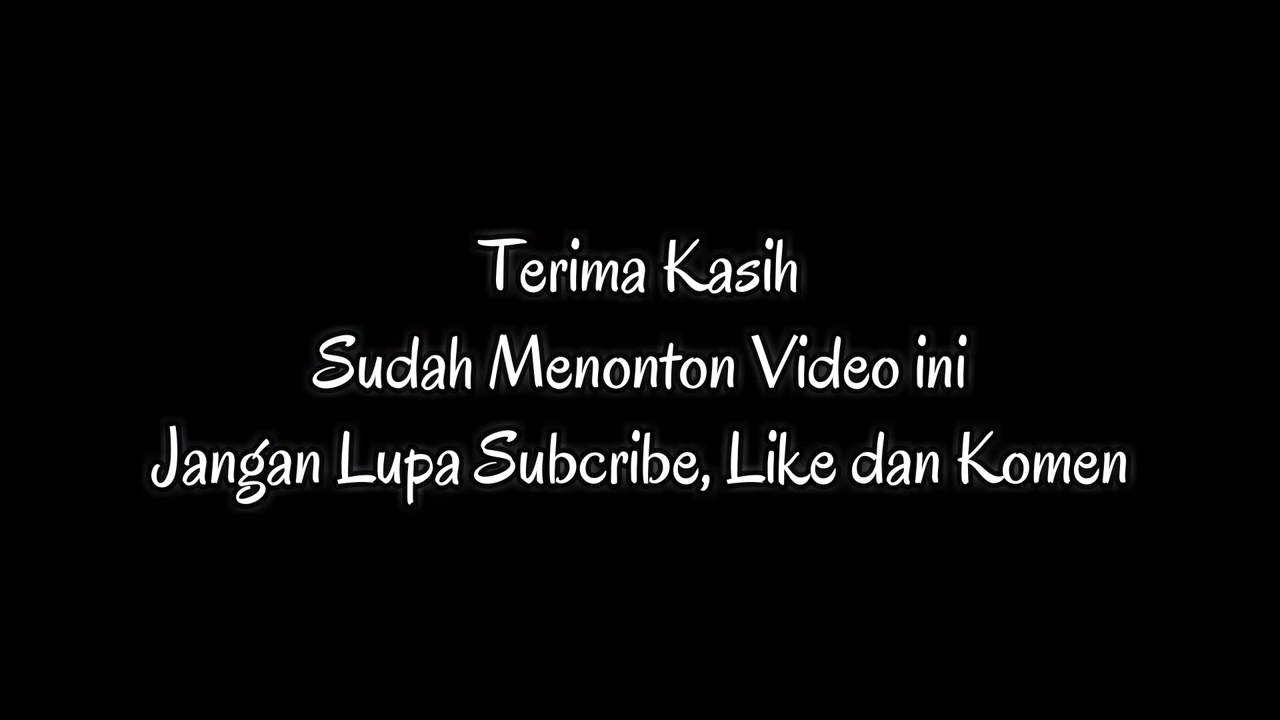 Terima Kasih
Sudah Menonton Video ini
Jangan Lupa Subcribe, Like dan Komen